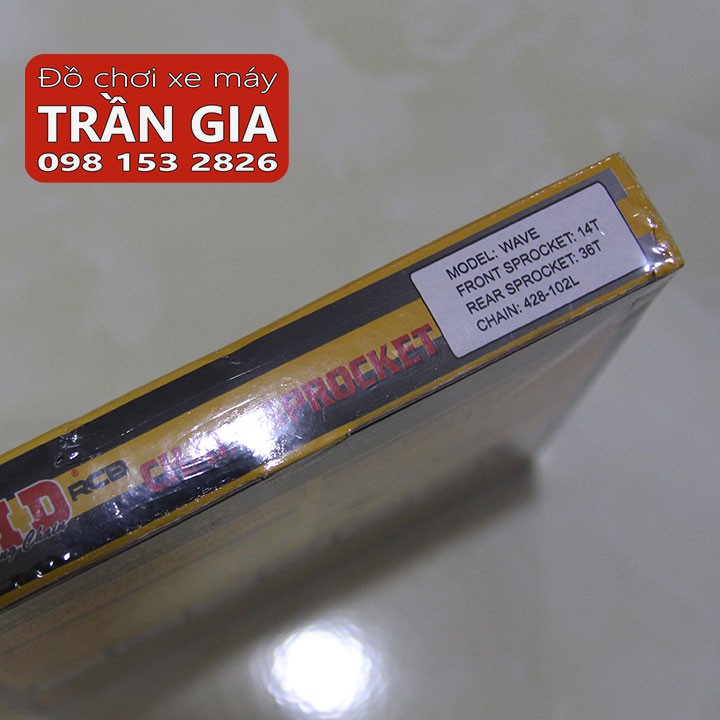 Đồ chơi xe máy
TRẦN GIA
098 153 2826
MODEL: WAVE
FRONT SPROCKET: 14T
REAR SPROCKET: 36T
CHAIN: 428-102L
SPROCKET
RCB